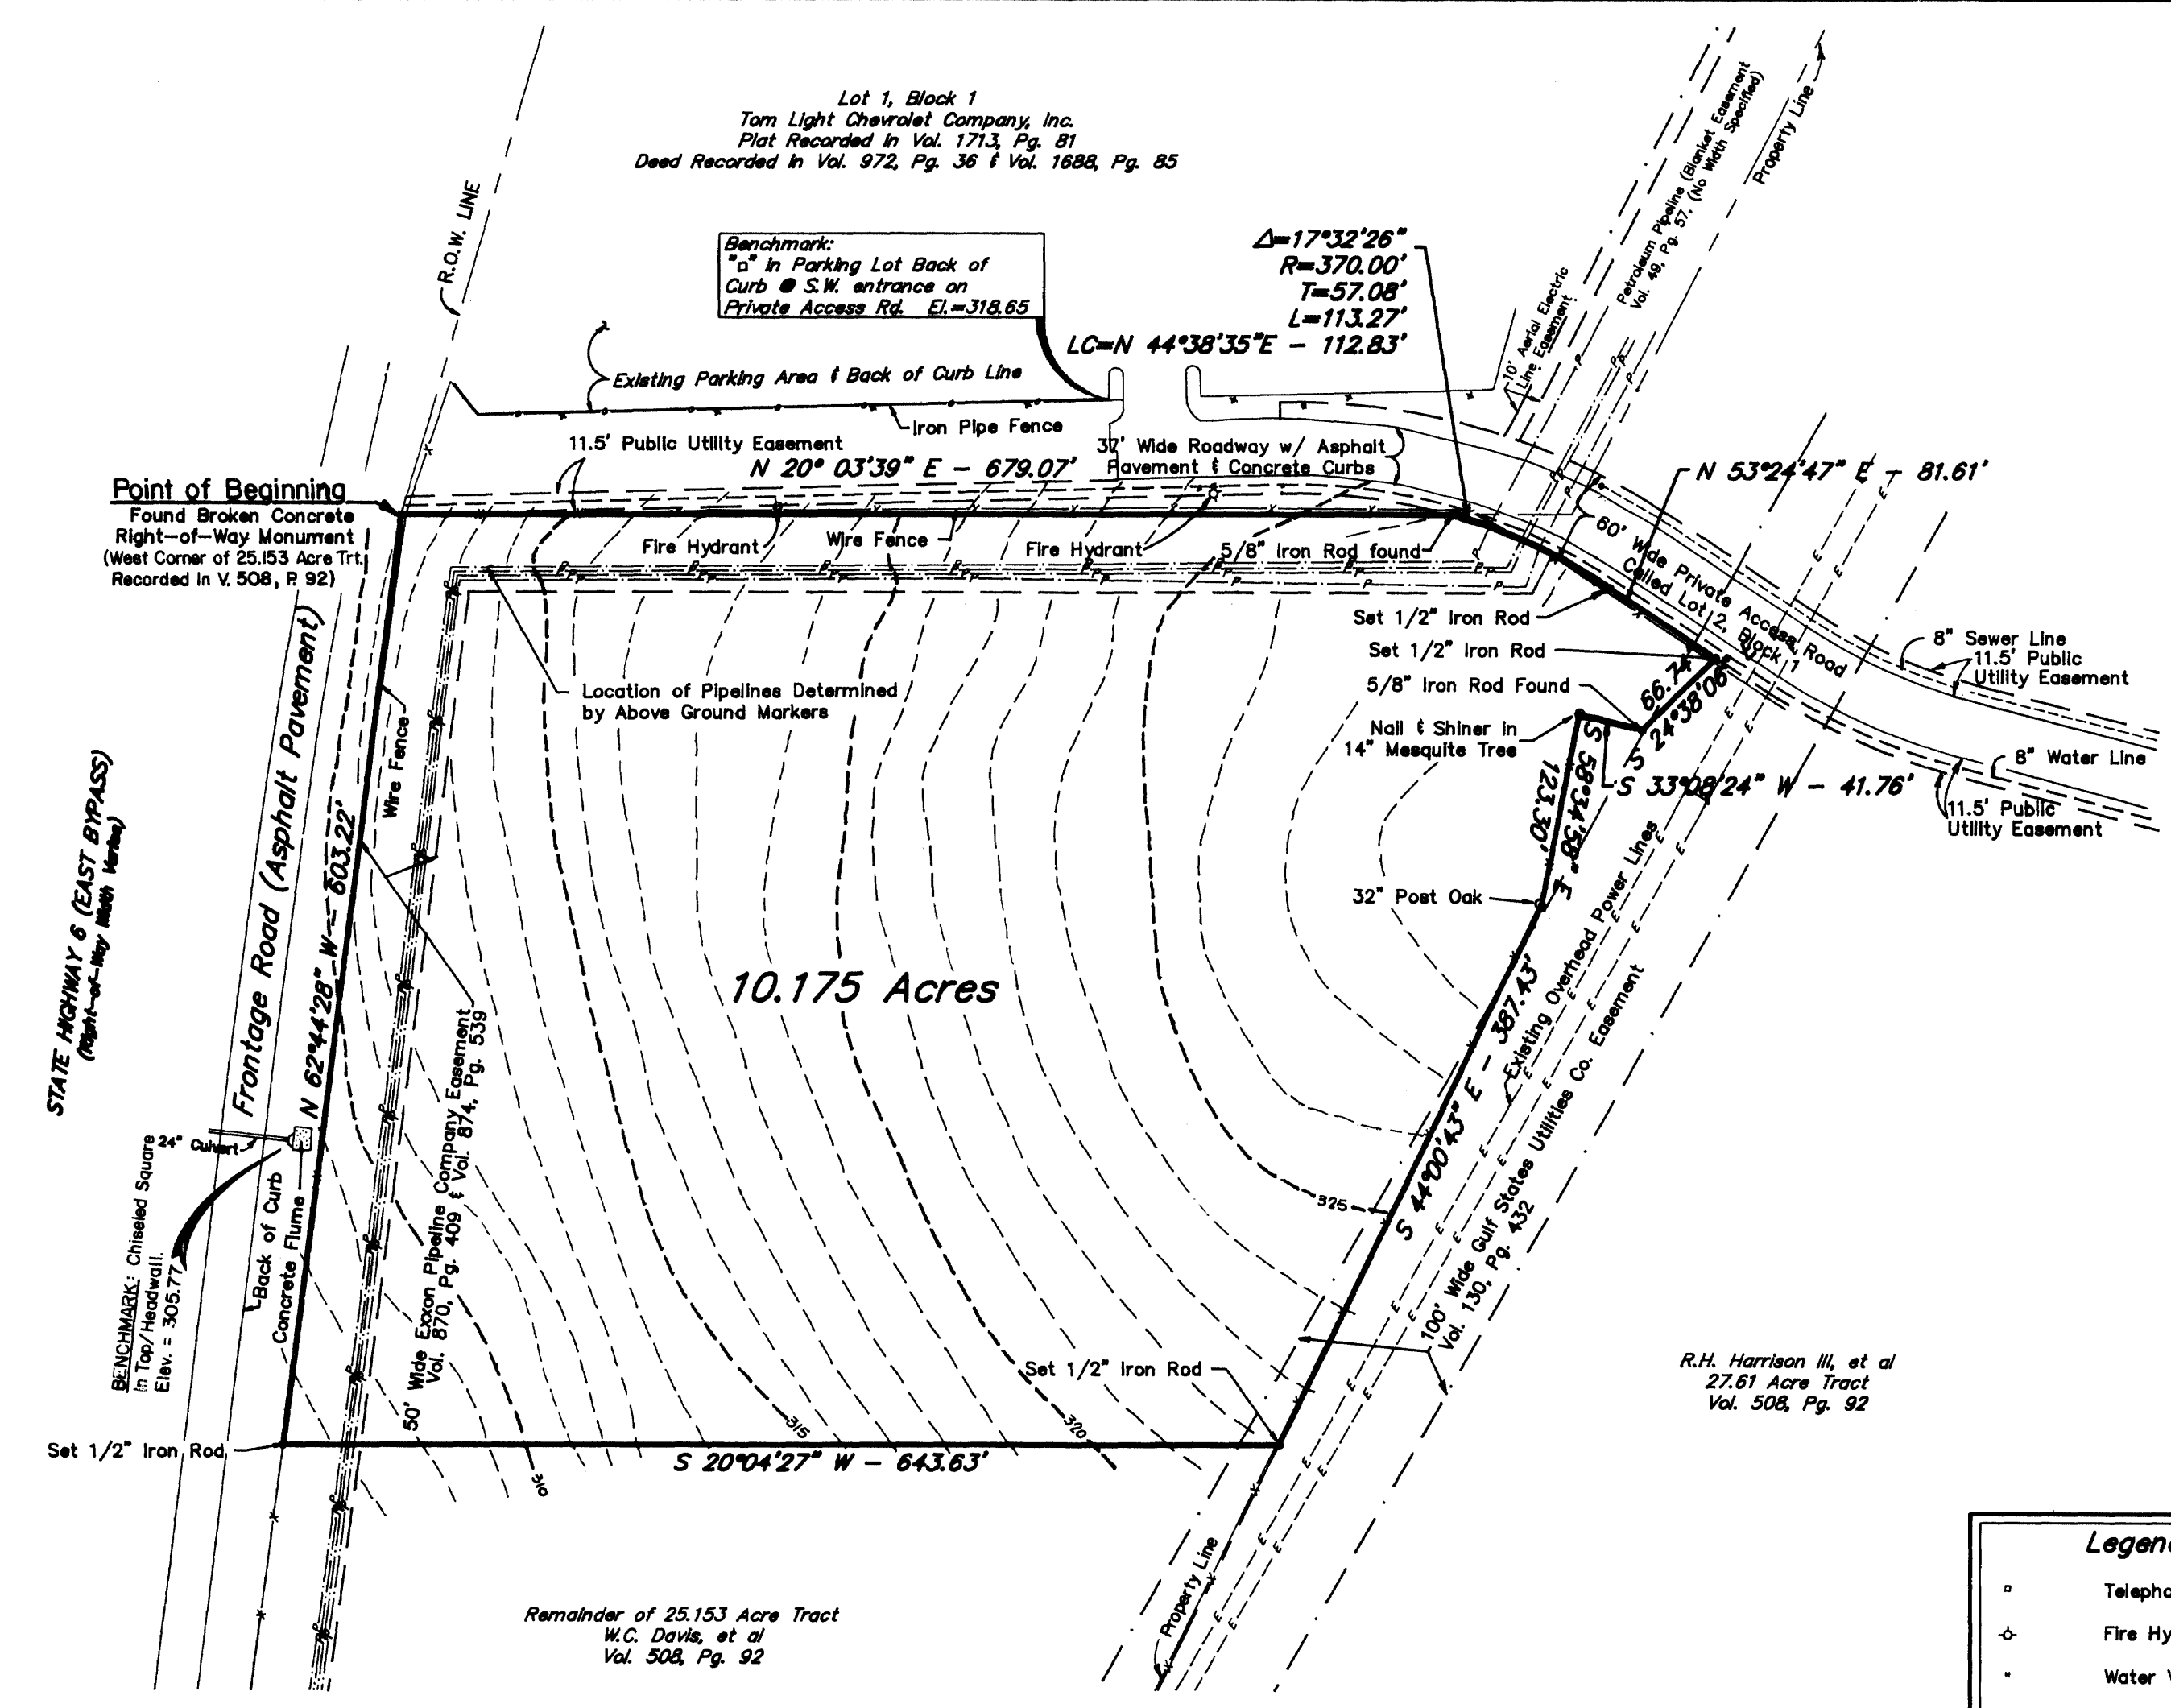 Lot 1, Block 1
Tom Light Chevrolet Company, Inc.
Plat Recorded in Vol. 1713, Pg. 81
Deed Recorded in Vol. 972, Pg. 36 & Vol. 1688, Pg. 85
R.O.W. LINE
Benchmark:
"□" in Parking Lot Back of
Curb @ S.W. entrance on
Private Access Rd. El.=318.65
Δ=17°32'26"
R=370.00'
T=57.08'
L=113.27'
LC=N 44°38'35"E - 112.83'
10' Aerial Electric
Line Easement
Petroleum Pipeline (Blanket Easement
Vol. 49, Pg. 57, (No Width Specified)
Property Line
Existing Parking Area & Back of Curb Line
Iron Pipe Fence
11.5' Public Utility Easement
37' Wide Roadway w/ Asphalt
Pavement & Concrete Curbs
N 20° 03'39" E - 679.07'
N 53°24'47" E - 81.61'
Point of Beginning
Found Broken Concrete
Right-of-Way Monument
(West Corner of 25.153 Acre Trt.
Recorded in V. 508, P. 92)
Fire Hydrant
Wire Fence
Fire Hydrant
5/8" Iron Rod found
60' Wide Private Access Road
Called Lot 2, Block 1
Set 1/2" Iron Rod
Set 1/2" Iron Rod
5/8" Iron Rod Found
Nail & Shiner in
14" Mesquite Tree
66.74'
S 24°38'06"
8" Sewer Line
11.5' Public
Utility Easement
8" Water Line
11.5' Public
Utility Easement
S 33°08'24" W - 41.76'
S 58°34'58" E
123.30'
32" Post Oak
Location of Pipelines Determined
by Above Ground Markers
Wire Fence
STATE HIGHWAY 6 (EAST BYPASS)
(Right-of-Way Width Varies)
Frontage Road (Asphalt Pavement)
N 62°44'28" W - 603.22'
10.175 Acres
50' Wide Exxon Pipeline Company Easement
Vol. 870, Pg. 409 & Vol. 874, Pg. 539
S 44°00'43" E - 387.43'
Existing Overhead Power Lines
100' Wide Gulf States Utilities Co. Easement
Vol. 130, Pg. 432
24" Culvert
BENCHMARK: Chiseled Square
in Top/Headwall.
Elev. = 305.77
Back of Curb
Concrete Flume
325
Set 1/2" Iron Rod
R.H. Harrison III, et al
27.61 Acre Tract
Vol. 508, Pg. 92
Set 1/2" Iron Rod
315
320
310
S 20°04'27" W - 643.63'
Property Line
Remainder of 25.153 Acre Tract
W.C. Davis, et al
Vol. 508, Pg. 92
Legen
Telepho
Fire Hy
Water V